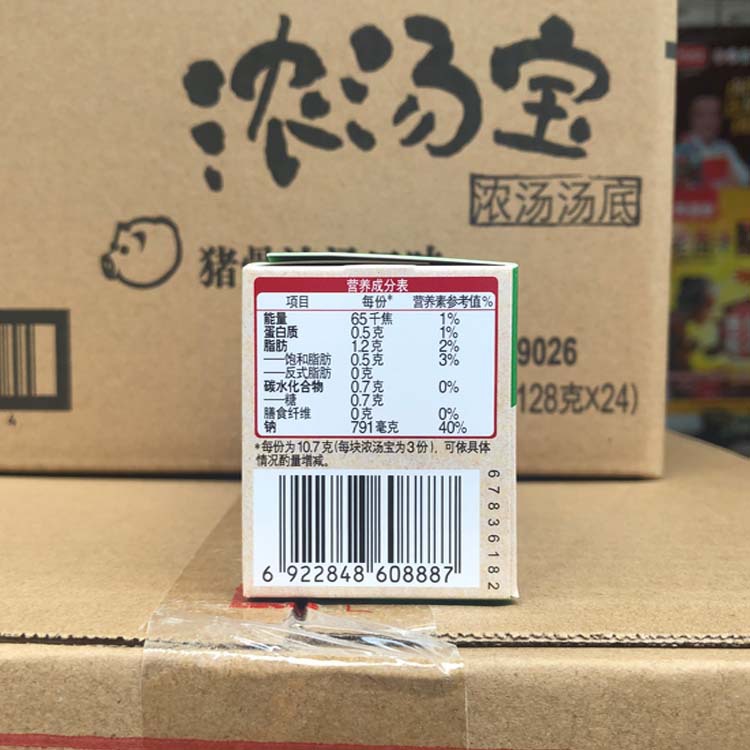 浓汤宝
浓汤汤底
猪骨
营养成分表
项目 每份* 营养素参考值%
能量 65千焦 1%
蛋白质 0.5克 1%
脂肪 1.2克 2%
——饱和脂肪 0.5克 3%
——反式脂肪 0克
碳水化合物 0.7克 0%
——糖 0.7克
膳食纤维 0克 0%
钠 791毫克 40%
*每份为10.7克(每块浓汤宝为3份),可依具体
情况酌量增减。
6 922848 608887
67836182
9026
128克X24)
4